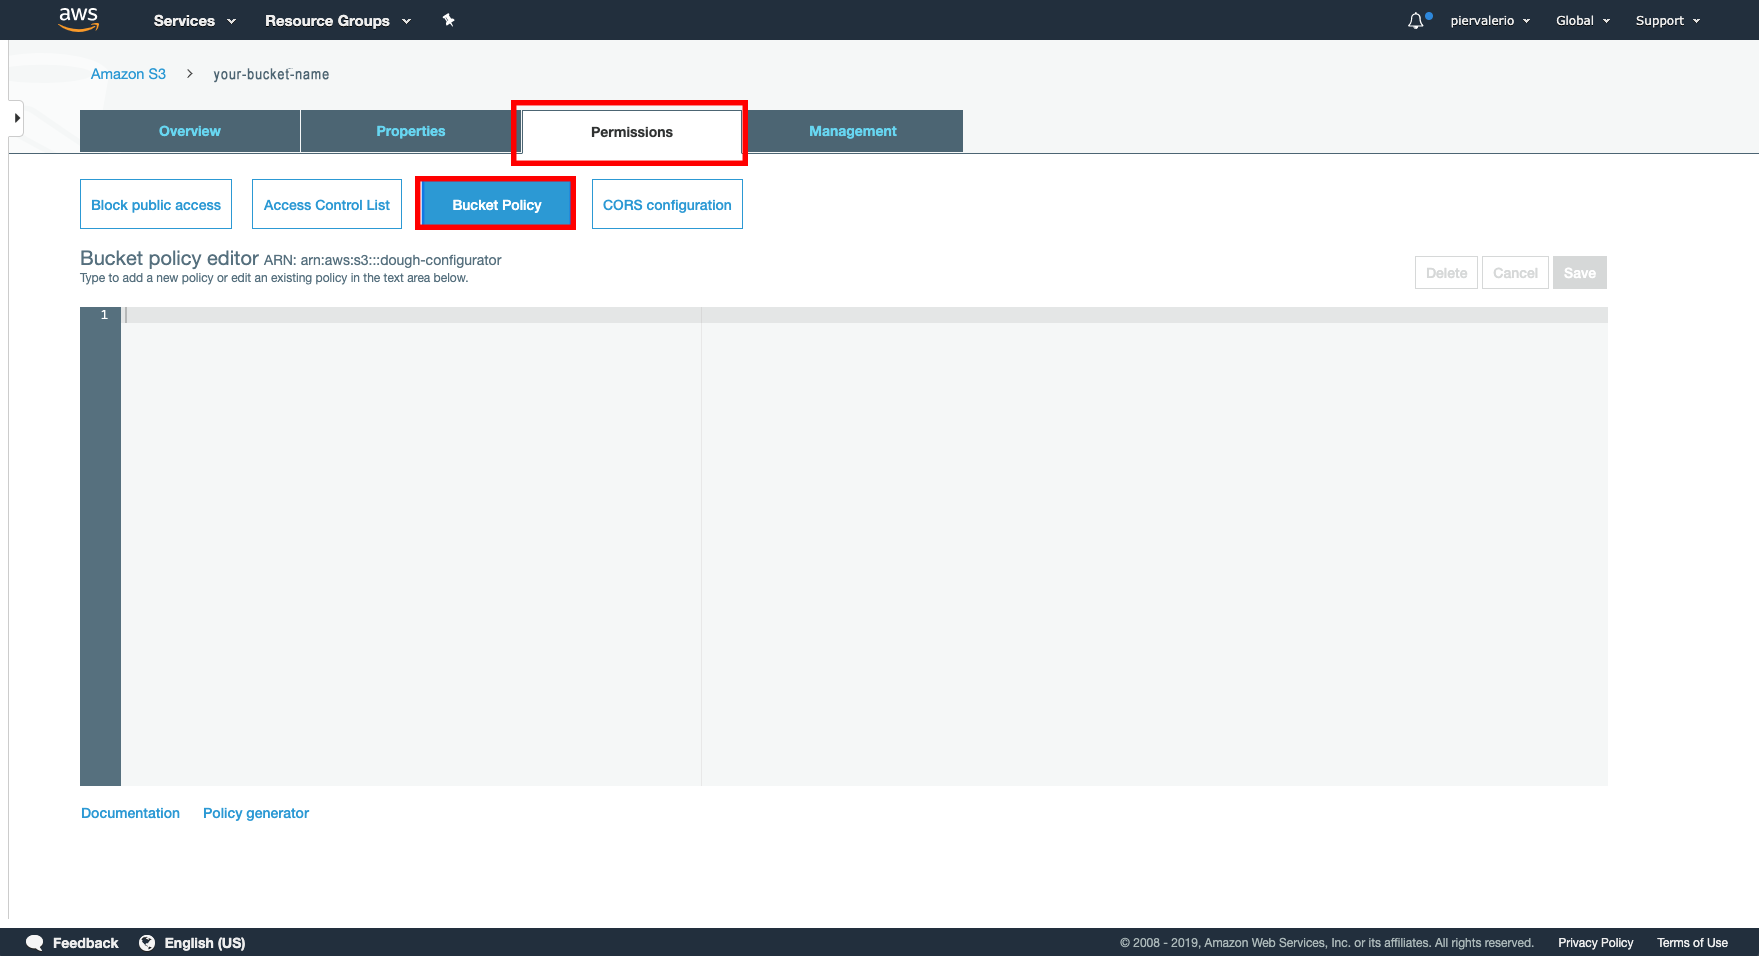 aws Services Resource Groups piervalerio Global Support
Amazon S3 > your-bucket-name
Overview Properties Permissions Management
Block public access Access Control List Bucket Policy CORS configuration
Bucket policy editor ARN: arn:aws:s3:::dough-configurator
Type to add a new policy or edit an existing policy in the text area below.
Delete Cancel Save
1
Documentation Policy generator
Feedback English (US) © 2008 - 2019, Amazon Web Services, Inc. or its affiliates. All rights reserved. Privacy Policy Terms of Use